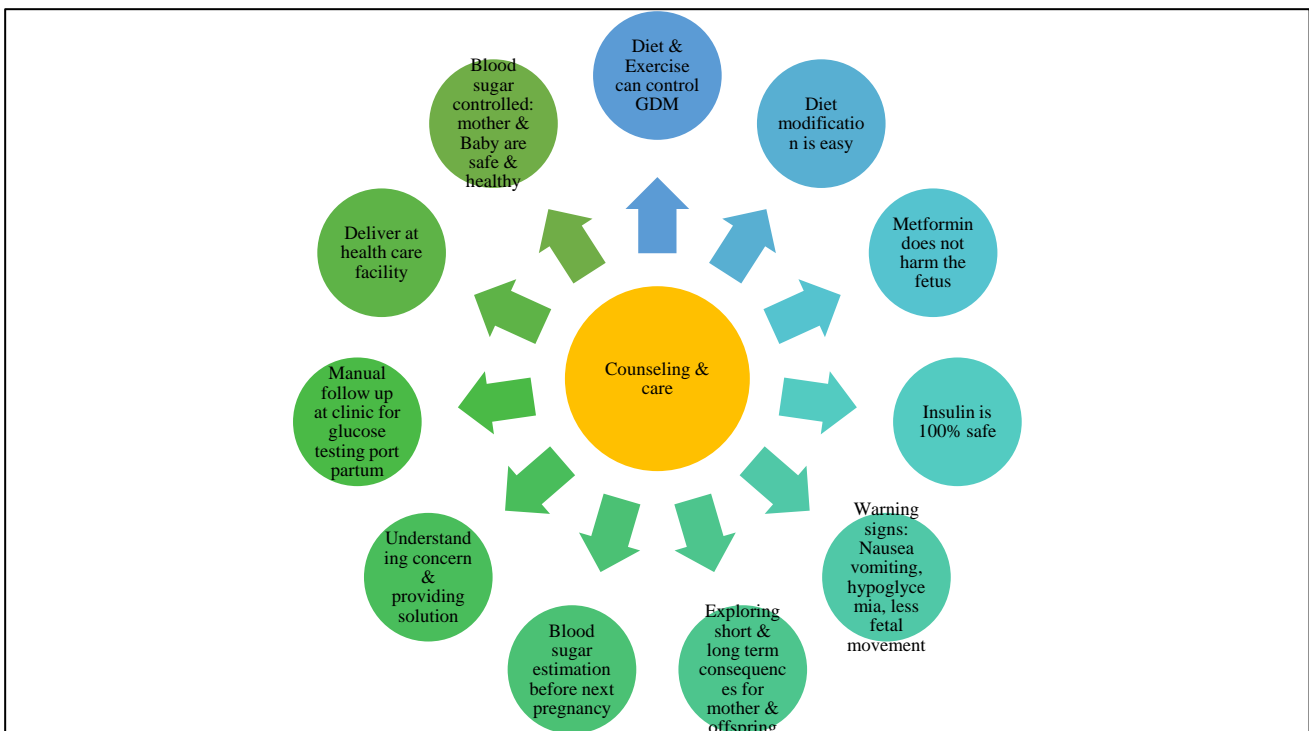 Diet &
Exercise
can control
GDM
Diet
modificatio
n is easy
Metformin
does not
harm the
fetus
Insulin is
100% safe
Warning
signs:
Nausea
vomiting,
hypoglyce
mia, less
fetal
movement
Exploring
short &
long term
consequenc
es for
mother &
offspring
Blood
sugar
estimation
before next
pregnancy
Understand
ing concern
&
providing
solution
Manual
follow up
at clinic for
glucose
testing port
partum
Deliver at
health care
facility
Blood
sugar
controlled:
mother &
Baby are
safe &
healthy
Counseling &
care